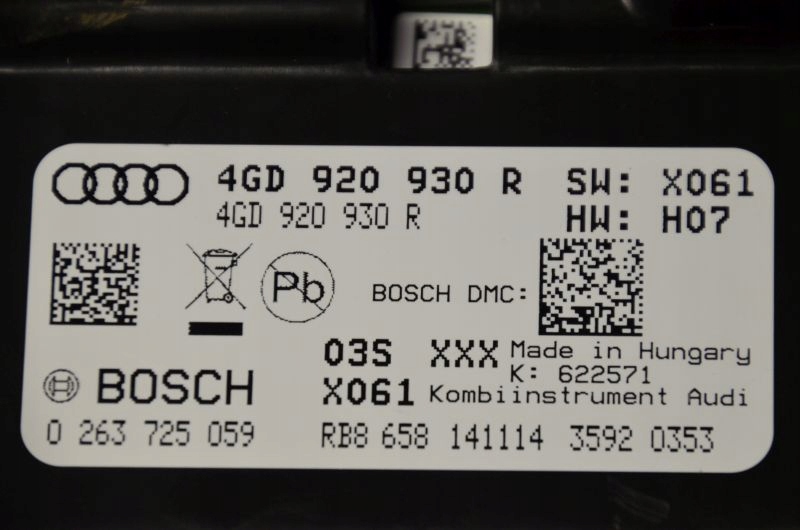 4GD 920 930 R SW: X061
4GD 920 930 R HW: H07
Pb BOSCH DMC:
03S XXX Made in Hungary
K: 622571
BOSCH X061 Kombiinstrument Audi
0 263 725 059 RB8 658 141114 3592 0353